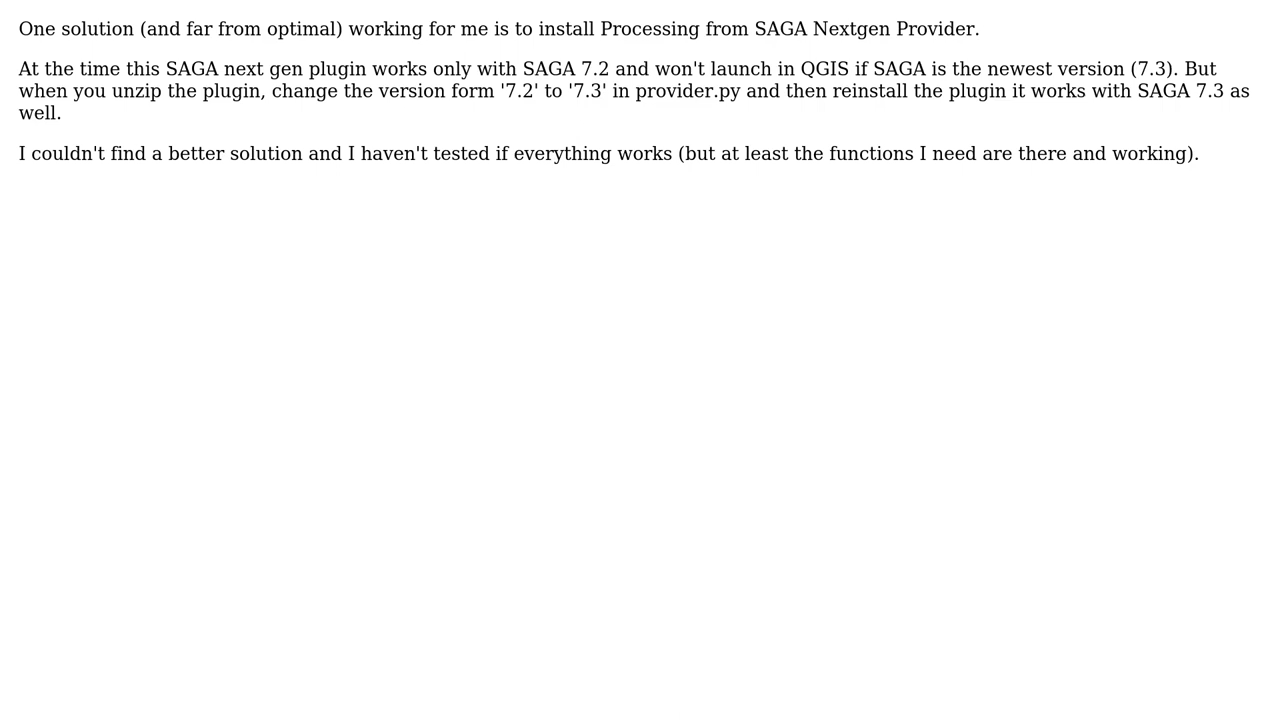 One solution (and far from optimal) working for me is to install Processing from SAGA Nextgen Provider.
At the time this SAGA next gen plugin works only with SAGA 7.2 and won't launch in QGIS if SAGA is the newest version (7.3). But
when you unzip the plugin, change the version form '7.2' to '7.3' in provider.py and then reinstall the plugin it works with SAGA 7.3 as
well.
I couldn't find a better solution and I haven't tested if everything works (but at least the functions I need are there and working).